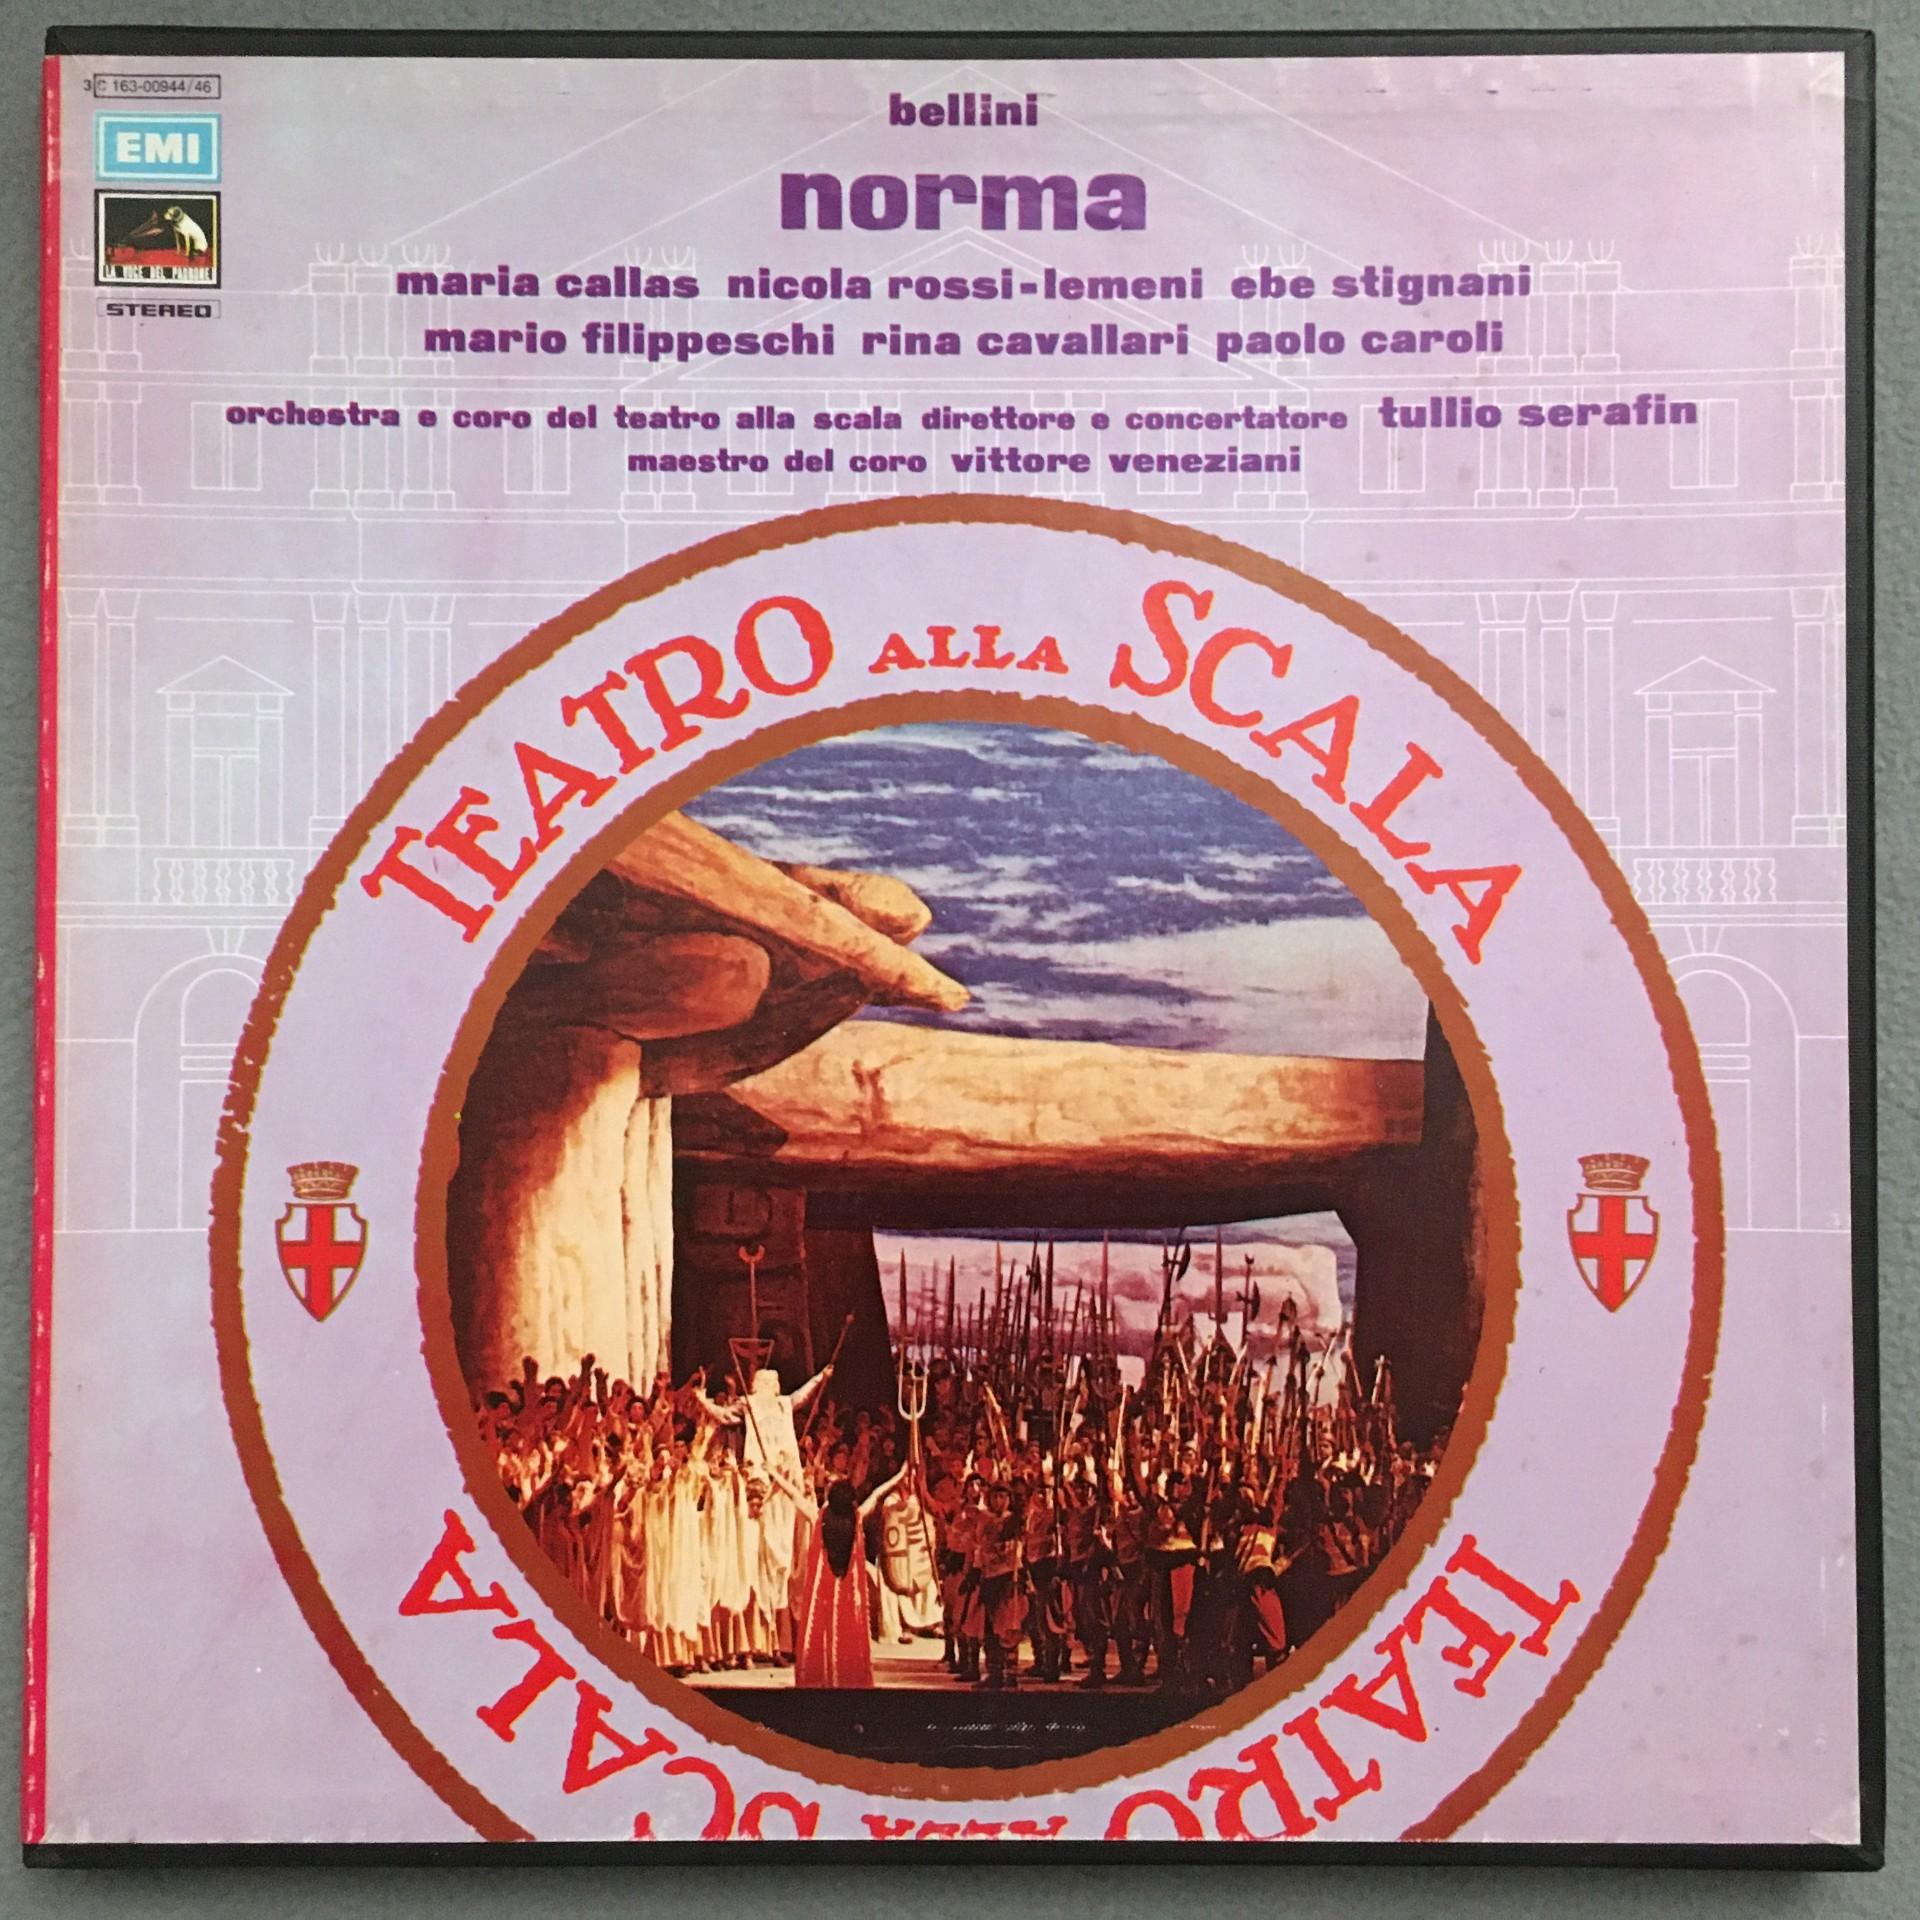 3 C 163-00944/46
EMI
LA VOCE DEL PADRONE
STEREO
bellini
norma
maria callas nicola rossi-lemeni ebe stignani
mario filippeschi rina cavallari paolo caroli
orchestra e coro del teatro alla scala direttore e concertatore tullio serafin
maestro del coro vittore veneziani
TEATRO ALLA SCALA
TEATRO ALLA SCALA